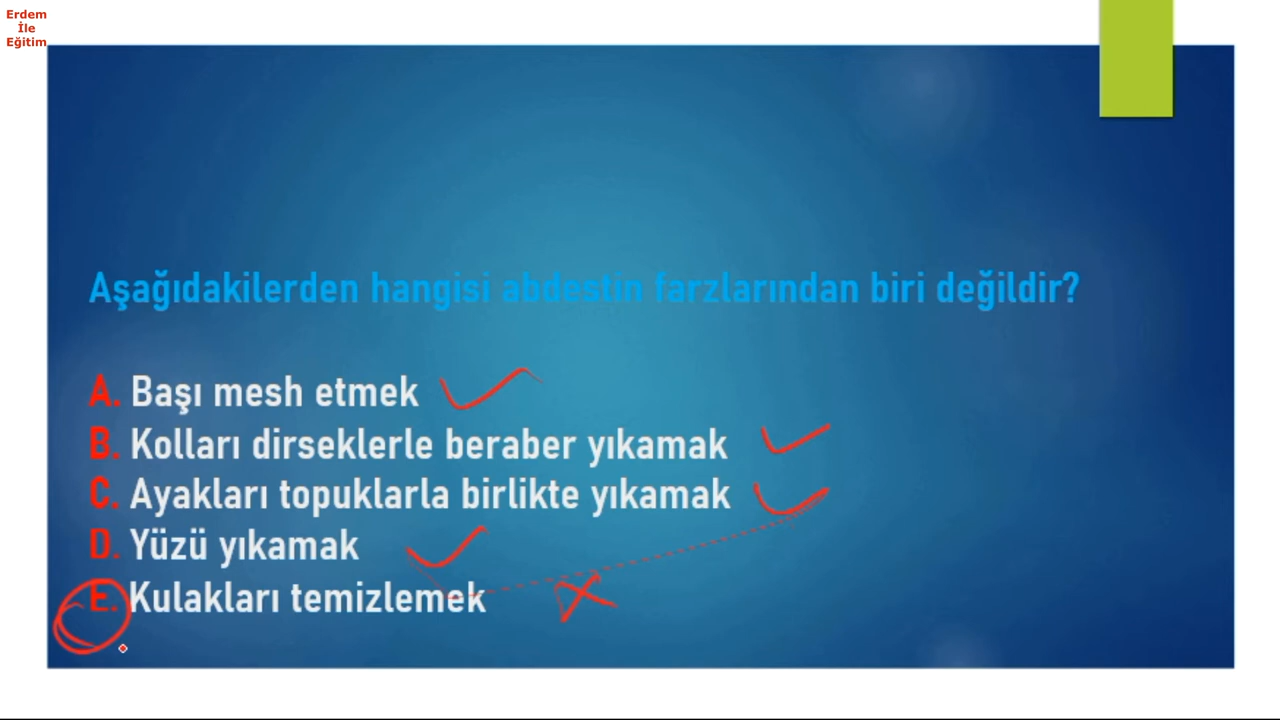 Erdem
İle
Eğitim
Aşağıdakilerden hangisi abdestin farzlarından biri değildir?
A. Başı mesh etmek
B. Kolları dirseklerle beraber yıkamak
C. Ayakları topuklarla birlikte yıkamak
D. Yüzü yıkamak
E. Kulakları temizlemek